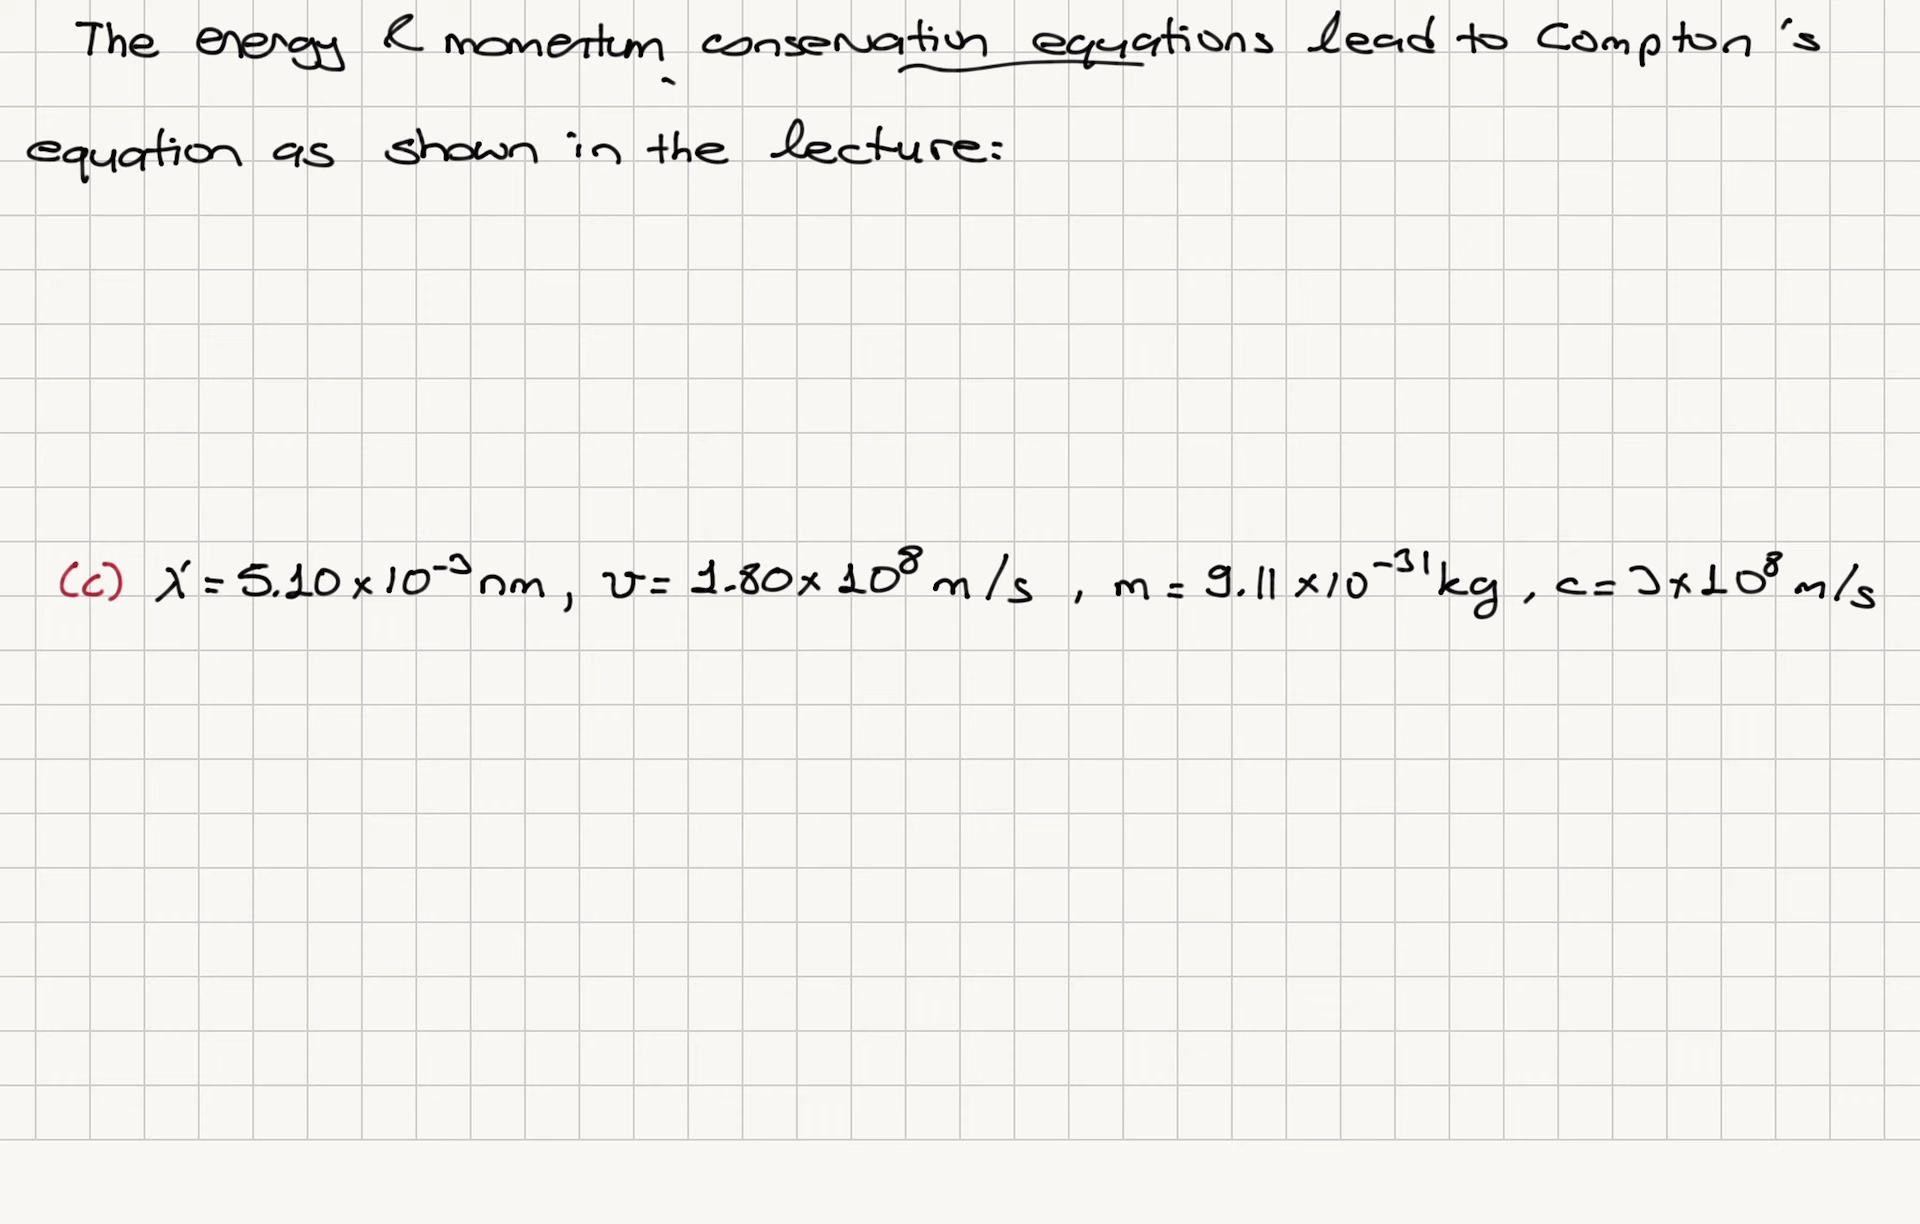 The energy & momentum conservation equations lead to Compton's
equation as shown in the lecture:
(c) λ' = 5.10 × 10⁻³ nm, v = 1.80 × 10⁸ m/s, m = 9.11 × 10⁻³¹ kg, c = 3 × 10⁸ m/s